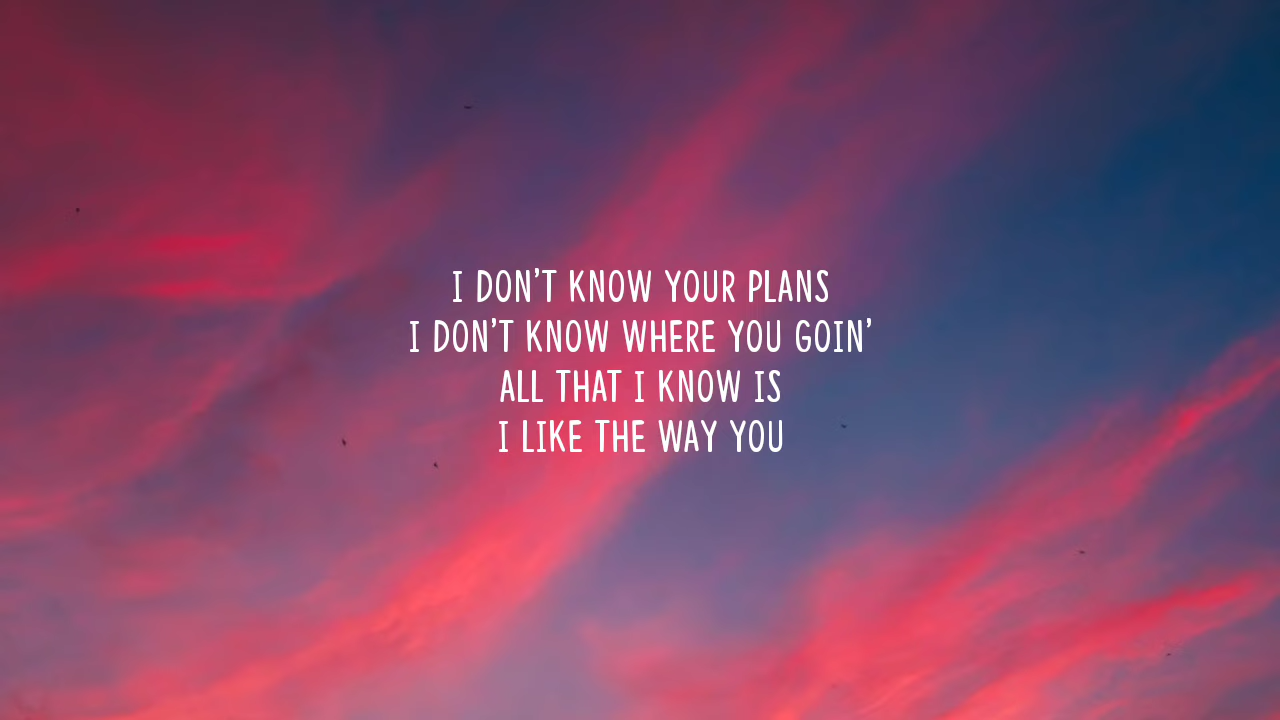 I DON'T KNOW YOUR PLANS
I DON'T KNOW WHERE YOU GOIN'
ALL THAT I KNOW IS
I LIKE THE WAY YOU